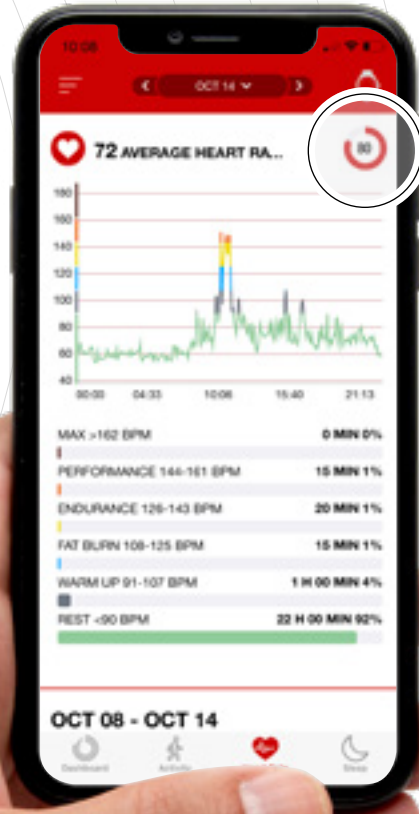 10:08
OCT 14
72 AVERAGE HEART RA...
80
180
160
140
120
100
80
60
40
00:00 04:33 10:06 15:40 21:13
MAX >162 BPM 0 MIN 0%
PERFORMANCE 144-161 BPM 15 MIN 1%
ENDURANCE 126-143 BPM 20 MIN 1%
FAT BURN 108-125 BPM 15 MIN 1%
WARM UP 91-107 BPM 1 H 00 MIN 4%
REST <90 BPM 22 H 00 MIN 92%
OCT 08 - OCT 14
Dashboard Activity Sleep